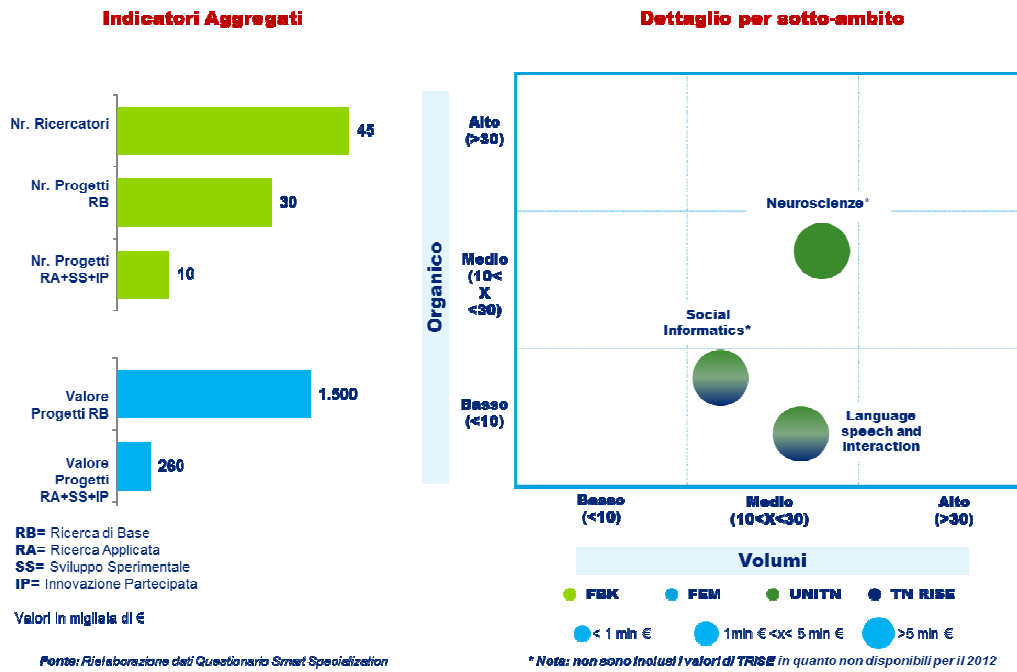 Indicatori Aggregati
Nr. Ricercatori
45
Nr. Progetti
RB
30
Nr. Progetti
RA+SS+IP
10
Valore
Progetti RB
1.500
Valore
Progetti
RA+SS+IP
260
RB= Ricerca di Base
RA= Ricerca Applicata
SS= Sviluppo Sperimentale
IP= Innovazione Partecipata
Valori in migliaia di €
Fonte: Rielaborazione dati Questionario Smart Specialization
Dettaglio per sotto-ambito
Organico
Alto
(>30)
Medio
(10<
X
<30)
Basso
(<10)
Neuroscienze*
Social
Informatics*
Language
speech and
interaction
Basso
(<10)
Medio
(10<X<30)
Alto
(>30)
Volumi
FBK
FEM
UNITN
TN RISE
< 1 mln €
1mln € <x< 5 mln €
>5 mln €
* Nota: non sono inclusi i valori di TRISE in quanto non disponibili per il 2012